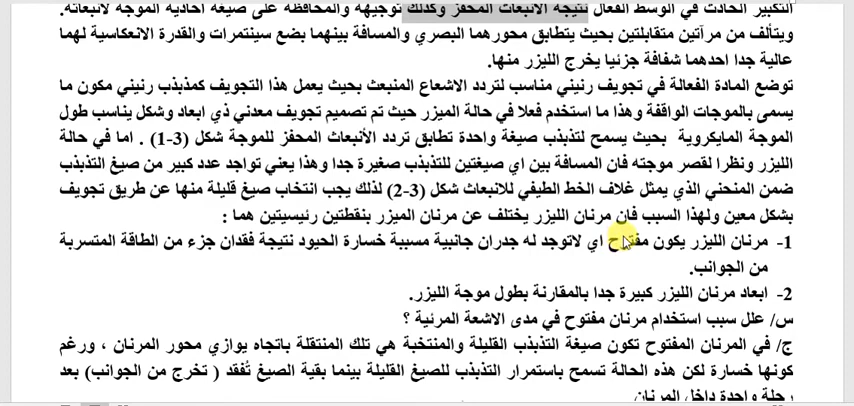 التكبير الحادث في الوسط الفعال نتيجة الانبعاث المحفز وكذلك توجيهه والمحافظة على صيغة احادية الموجة لانبعاثه.
ويتألف من مرآتين متقابلتين بحيث يتطابق محورهما البصري والمسافة بينهما بضع سينتمرات والقدرة الانعكاسية لهما
عالية جدا احدهما شفافة جزئيا يخرج الليزر منها.
توضع المادة الفعالة في تجويف رنيني مناسب لتردد الاشعاع المنبعث بحيث يعمل هذا التجويف كمذبذب رنيني مكون ما
يسمى بالموجات الواقفة وهذا ما استخدم فعلا في حالة الميزر حيث تم تصميم تجويف معدني ذي ابعاد وشكل يناسب طول
الموجة المايكروية بحيث يسمح لتذبذب صيغة واحدة تطابق تردد الأنبعاث المحفز للموجة شكل (3-1) . اما في حالة
الليزر ونظرا لقصر موجته فان المسافة بين اي صيغتين للتذبذب صغيرة جدا وهذا يعني تواجد عدد كبير من صيغ التذبذب
ضمن المنحني الذي يمثل غلاف الخط الطيفي للانبعاث شكل (3-2) لذلك يجب انتخاب صيغ قليلة منها عن طريق تجويف
بشكل معين ولهذا السبب فان مرنان الليزر يختلف عن مرنان الميزر بنقطتين رئيسيتين هما :
1- مرنان الليزر يكون مفتوح اي لاتوجد له جدران جانبية مسببة خسارة الحيود نتيجة فقدان جزء من الطاقة المتسربة
من الجوانب.
2- ابعاد مرنان الليزر كبيرة جدا بالمقارنة بطول موجة الليزر.
س/ علل سبب استخدام مرنان مفتوح في مدى الاشعة المرئية ؟
ج/ في المرنان المفتوح تكون صيغة التذبذب القليلة والمنتخبة هي تلك المنتقلة باتجاه يوازي محور المرنان ، ورغم
كونها خسارة لكن هذه الحالة تسمح باستمرار التذبذب للصيغ القليلة بينما بقية الصيغ تُفقد ( تخرج من الجوانب) بعد
رحلة واحدة داخل المرنان